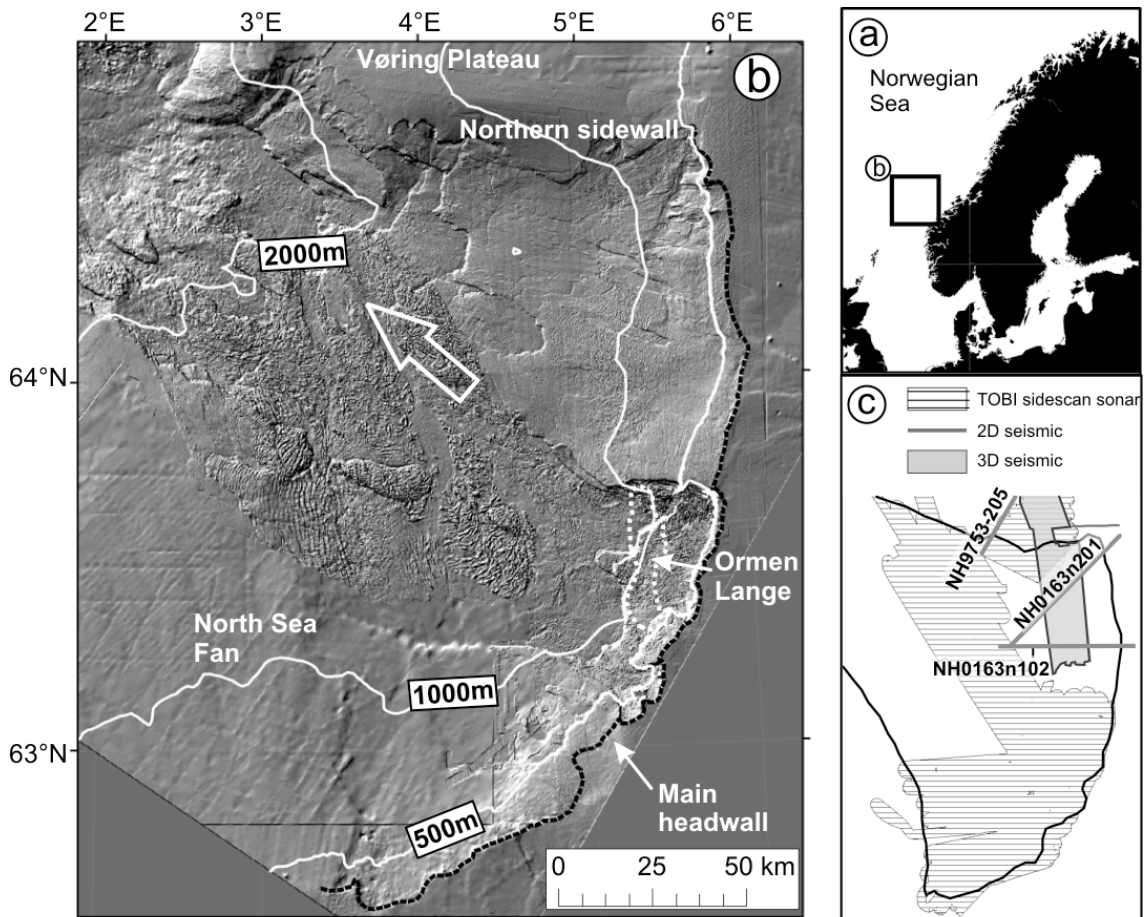 2°E
3°E
4°E
5°E
6°E
Vøring Plateau
b
Northern sidewall
2000m
64°N
Ormen
Lange
North Sea
Fan
1000m
63°N
Main
headwall
500m
0
25
50 km
a
Norwegian
Sea
b
c
TOBI sidescan sonar
2D seismic
3D seismic
NH9753-205
NH0163n201
NH0163n102